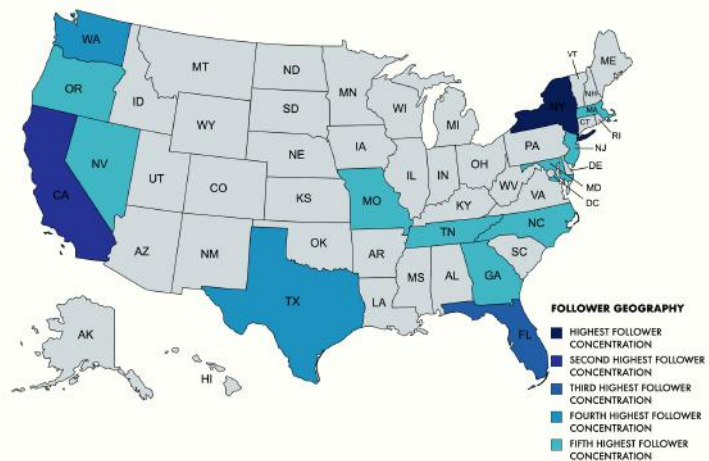 WA
MT
ND
MN
VT
ME
OR
ID
SD
WI
NH
NY
MA
WY
MI
CT
RI
NV
NE
IA
PA
NJ
UT
CO
IL
IN
OH
DE
CA
KS
MO
WV
VA
MD
KY
DC
AZ
NM
OK
TN
NC
AR
SC
MS
AL
GA
TX
LA
FL
AK
HI
FOLLOWER GEOGRAPHY
HIGHEST FOLLOWER
CONCENTRATION
SECOND HIGHEST FOLLOWER
CONCENTRATION
THIRD HIGHEST FOLLOWER
CONCENTRATION
FOURTH HIGHEST FOLLOWER
CONCENTRATION
FIFTH HIGHEST FOLLOWER
CONCENTRATION